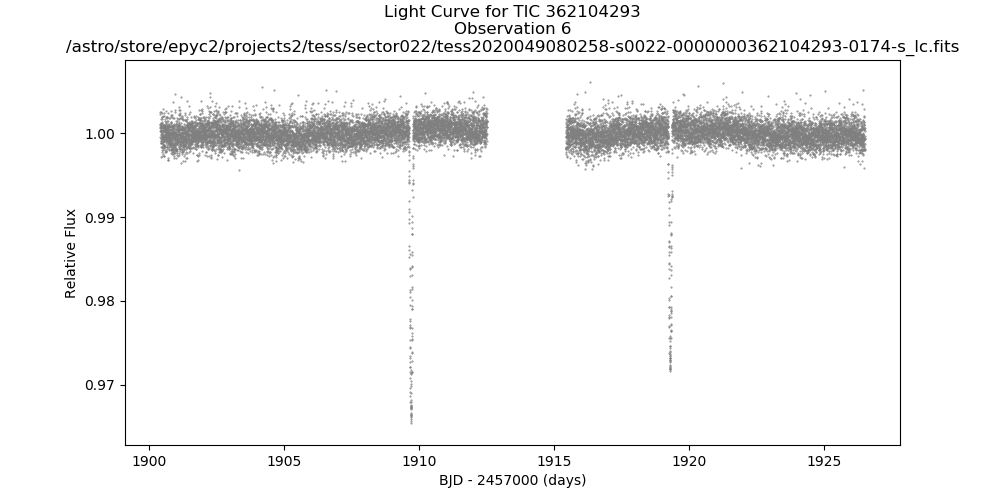 Light Curve for TIC 362104293
Observation 6
/astro/store/epyc2/projects2/tess/sector022/tess2020049080258-s0022-0000000362104293-0174-s_lc.fits
1.00
0.99
0.98
0.97
Relative Flux
1900
1905
1910
1915
1920
1925
BJD - 2457000 (days)